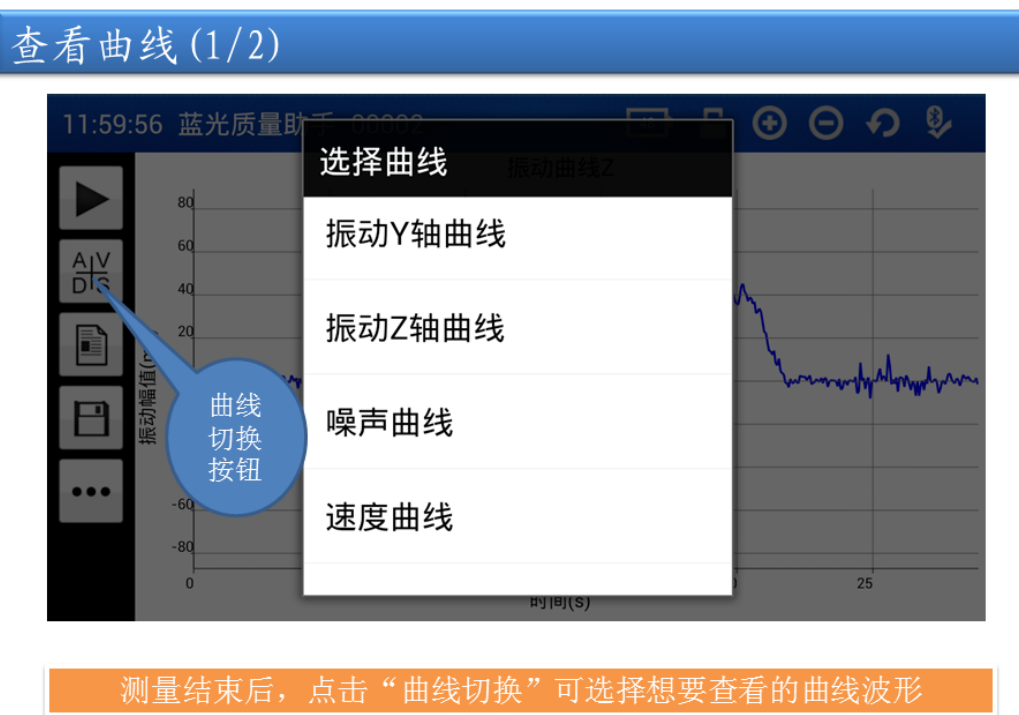 查看曲线(1/2)
11:59:56 蓝光质量助手 00002
选择曲线
振动曲线Z
振动Y轴曲线
振动Z轴曲线
噪声曲线
速度曲线
A V
D S
曲线
切换
按钮
80
60
40
20
-60
-80
振动幅值
0
25
时间(s)
测量结束后，点击“曲线切换”可选择想要查看的曲线波形